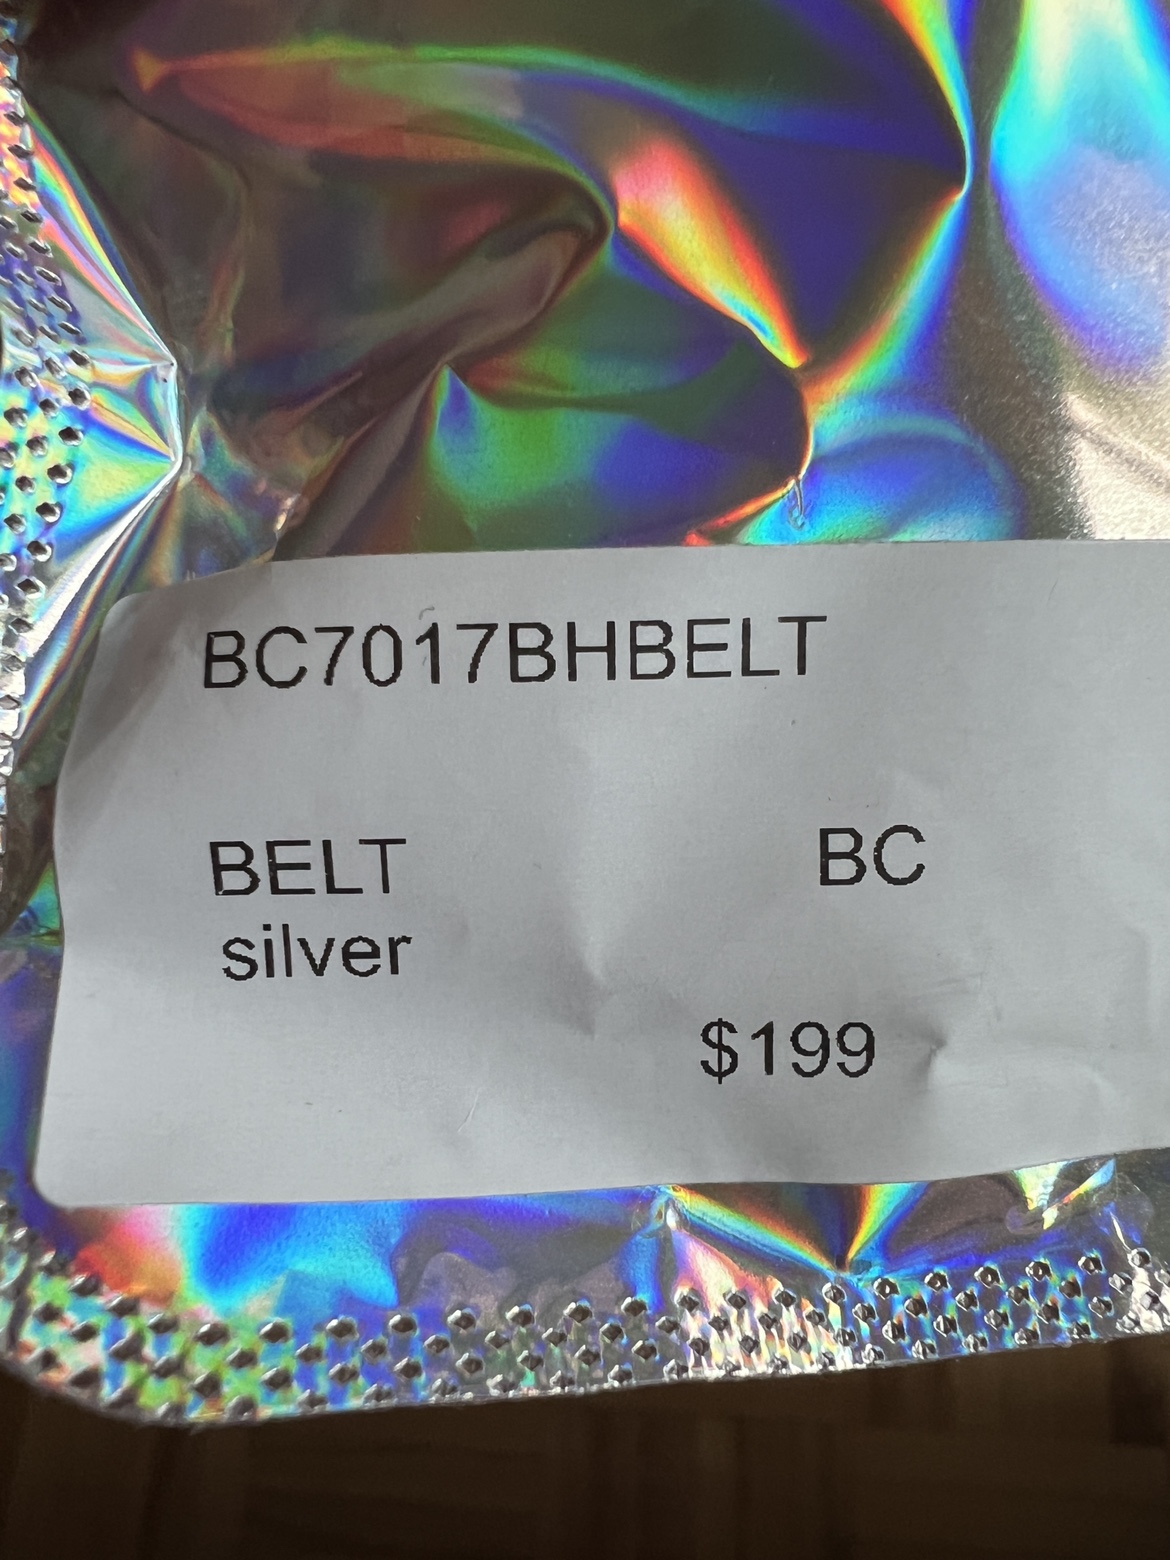 BC7017BHBELT
BELT BC
silver
$199